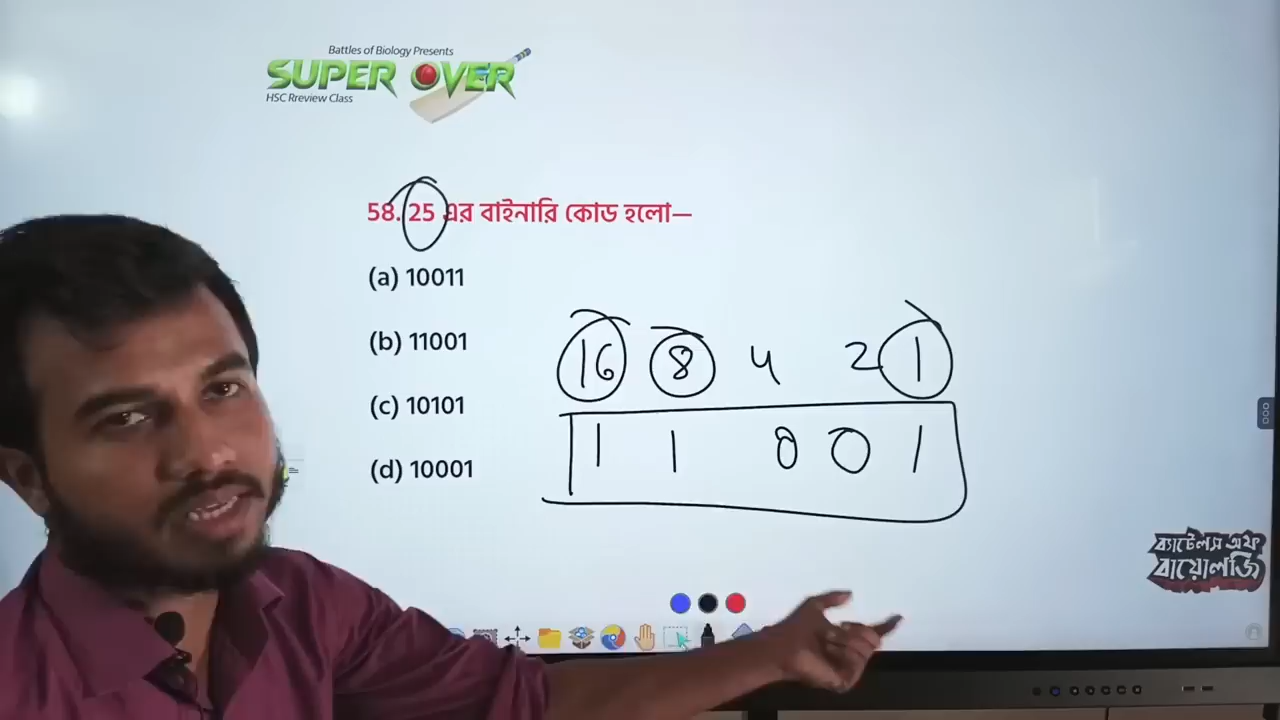 Battles of Biology Presents
SUPER OVER
HSC Rreview Class
58. 25 এর বাইনারি কোড হলো—
(a) 10011
(b) 11001
(c) 10101
(d) 10001
16 8 4 2 1
1 1 0 0 1
ব্যাটেলস অফ
বায়োলজি